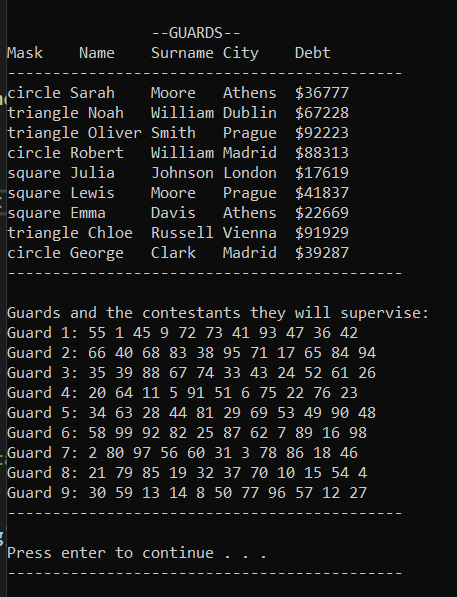 --GUARDS--
Mask Name Surname City Debt
--------------------------------------------
circle Sarah Moore Athens $36777
triangle Noah William Dublin $67228
triangle Oliver Smith Prague $92223
circle Robert William Madrid $88313
square Julia Johnson London $17619
square Lewis Moore Prague $41837
square Emma Davis Athens $22669
triangle Chloe Russell Vienna $91929
circle George Clark Madrid $39287
--------------------------------------------
Guards and the contestants they will supervise:
Guard 1: 55 1 45 9 72 73 41 93 47 36 42
Guard 2: 66 40 68 83 38 95 71 17 65 84 94
Guard 3: 35 39 88 67 74 33 43 24 52 61 26
Guard 4: 20 64 11 5 91 51 6 75 22 76 23
Guard 5: 34 63 28 44 81 29 69 53 49 90 48
Guard 6: 58 99 92 82 25 87 62 7 89 16 98
Guard 7: 2 80 97 56 60 31 3 78 86 18 46
Guard 8: 21 79 85 19 32 37 70 10 15 54 4
Guard 9: 30 59 13 14 8 50 77 96 57 12 27
--------------------------------------------
Press enter to continue . . .
--------------------------------------------